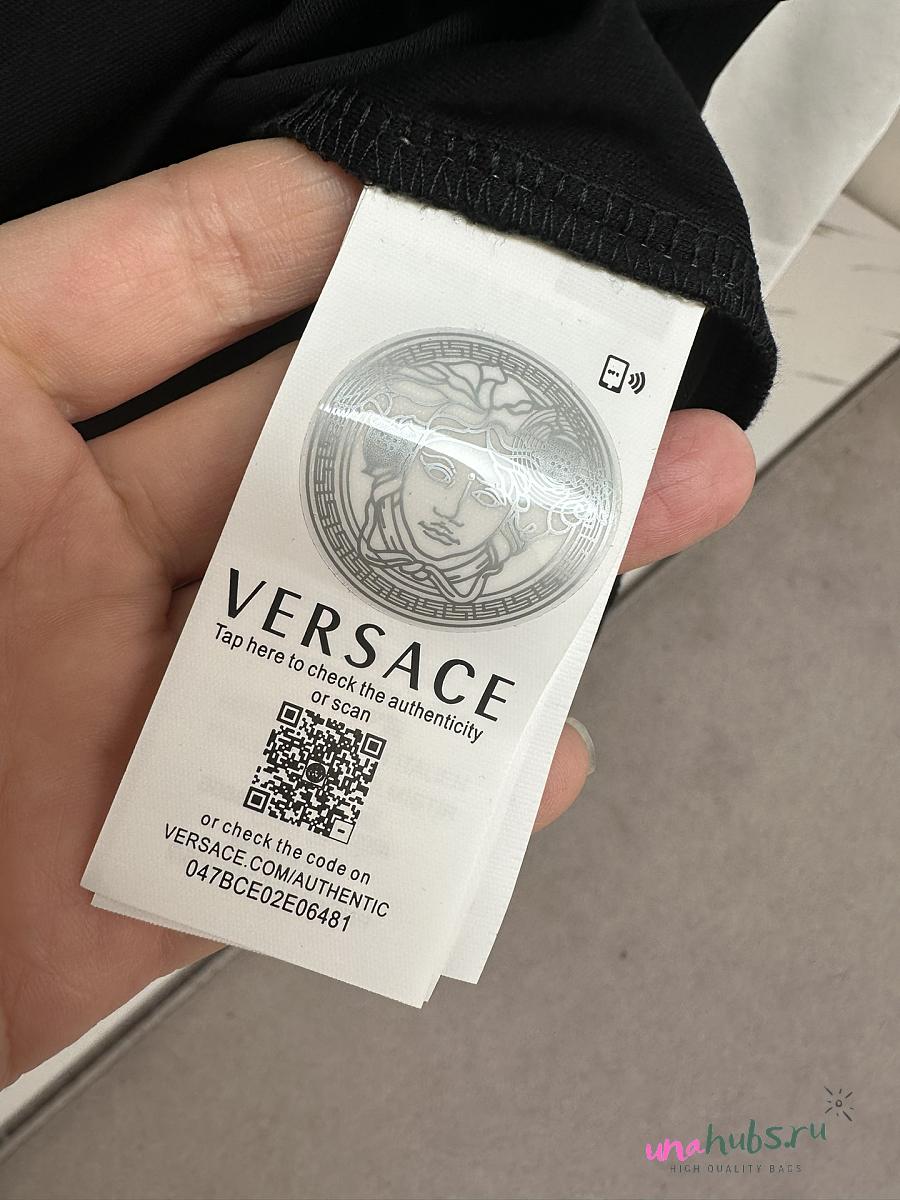 VERSACE
Tap here to check the authenticity
or scan
or check the code on
VERSACE.COM/AUTHENTIC
047BCE02E06481
unahubs.ru
HIGH QUALITY BAGS